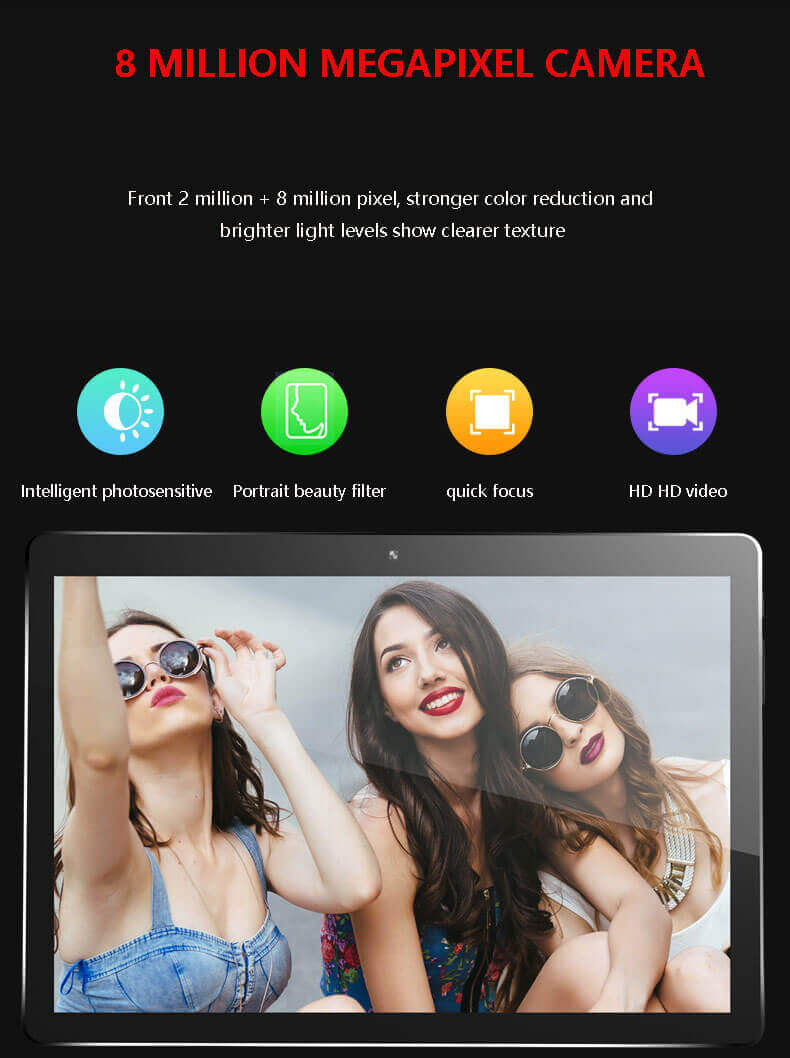 8 MILLION MEGAPIXEL CAMERA
Front 2 million + 8 million pixel, stronger color reduction and
brighter light levels show clearer texture
Intelligent photosensitive
Portrait beauty filter
quick focus
HD HD video